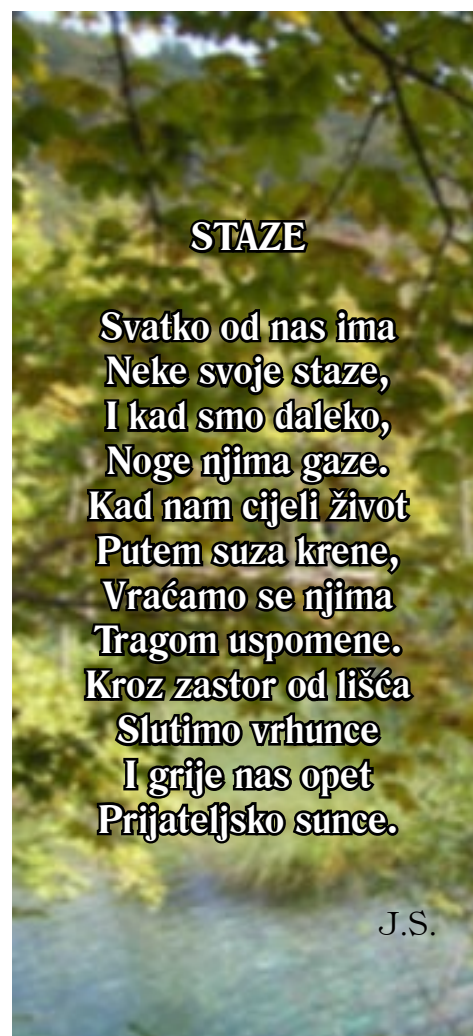 STAZE
Svatko od nas ima
Neke svoje staze,
I kad smo daleko,
Noge njima gaze.
Kad nam cijeli život
Putem suza krene,
Vraćamo se njima
Tragom uspomene.
Kroz zastor od lišća
Slutimo vrhunce
I grije nas opet
Prijateljsko sunce.
J.S.